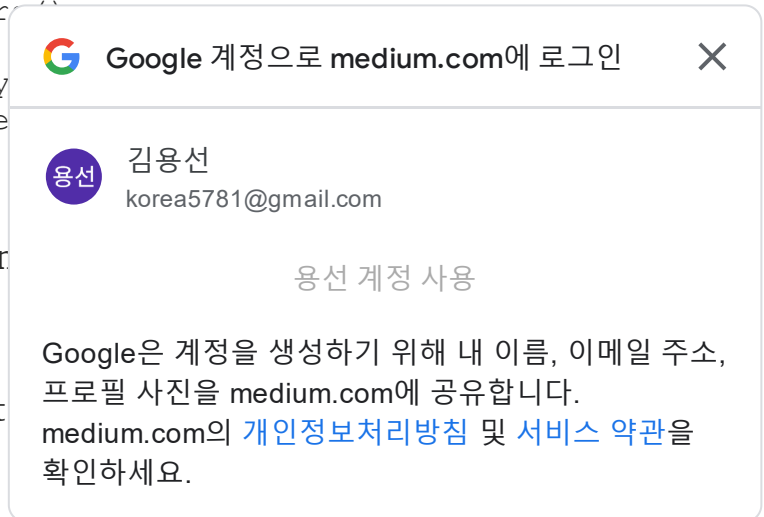 Google 계정으로 medium.com에 로그인
용선
김용선
korea5781@gmail.com
용선 계정 사용
Google은 계정을 생성하기 위해 내 이름, 이메일 주소,
프로필 사진을 medium.com에 공유합니다.
medium.com의 개인정보처리방침 및 서비스 약관을
확인하세요.